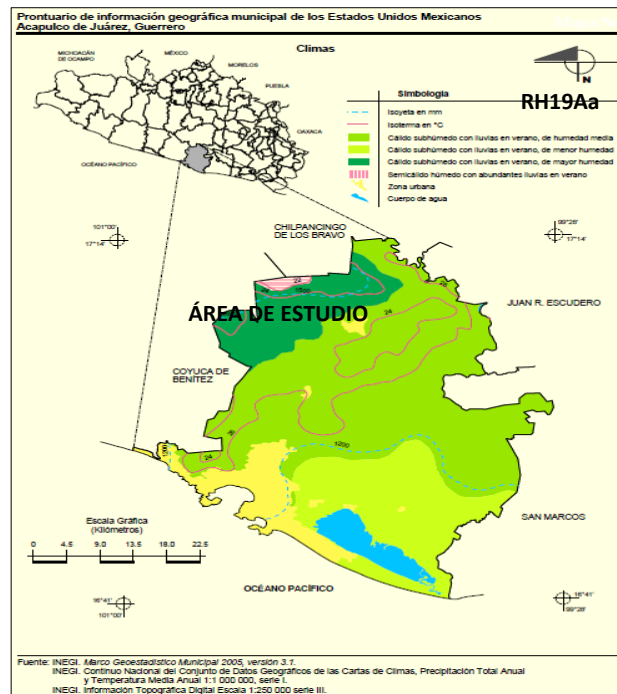 Prontuario de información geográfica municipal de los Estados Unidos Mexicanos
Acapulco de Juárez, Guerrero
Climas
MICHOACÁN
DE OCAMPO
MÉXICO
MORELOS
PUEBLA
OAXACA
OCÉANO PACÍFICO
N
RH19Aa
Simbología
Isoyeta en mm
Isoterma en °C
Cálido subhúmedo con lluvias en verano, de humedad media
Cálido subhúmedo con lluvias en verano, de menor humedad
Cálido subhúmedo con lluvias en verano, de mayor humedad
Semicálido húmedo con abundantes lluvias en verano
Zona urbana
Cuerpo de agua
101°00'
17°14'
99°28'
17°14'
CHILPANCINGO
DE LOS BRAVO
22
1500
26
24
ÁREA DE ESTUDIO
JUAN R. ESCUDERO
COYUCA DE
BENÍTEZ
1200
24
1200
SAN MARCOS
Escala Gráfica
(Kilómetros)
0 4.5 9.0 13.5 18.0 22.5
OCÉANO PACÍFICO
16°41'
101°00'
16°41'
99°28'
Fuente: INEGI. Marco Geoestadístico Municipal 2005, versión 3.1.
INEGI. Continuo Nacional del Conjunto de Datos Geográficos de las Cartas de Climas, Precipitación Total Anual
y Temperatura Media Anual 1:1 000 000, serie I.
INEGI. Información Topográfica Digital Escala 1:250 000 serie III.